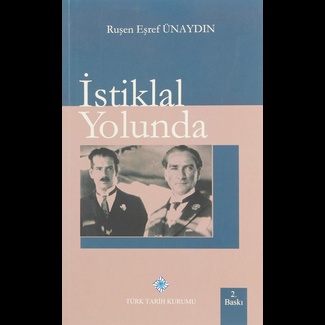 Ruşen Eşref ÜNAYDIN
İstiklal
Yolunda
TÜRK TARİH KURUMU
2.
Baskı